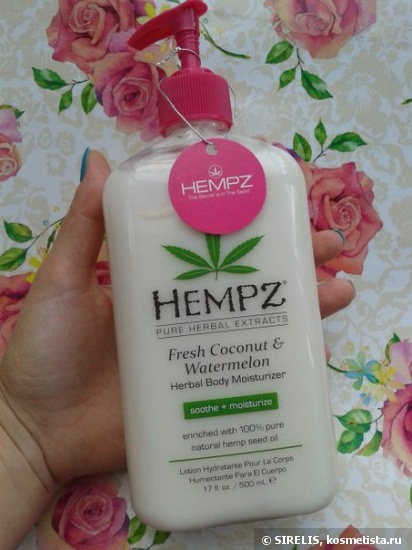 HEMPZ
The Secret is in the Seed.
HEMPZ®
PURE HERBAL EXTRACTS
Fresh Coconut &
Watermelon
Herbal Body Moisturizer
soothe + moisturize
enriched with 100% pure
natural hemp seed oil
Lotion Hydratante Pour Le Corps
Humectante Para El Cuerpo
17 fl. oz. / 500 mL ℮
© SIRELIS, kosmetista.ru